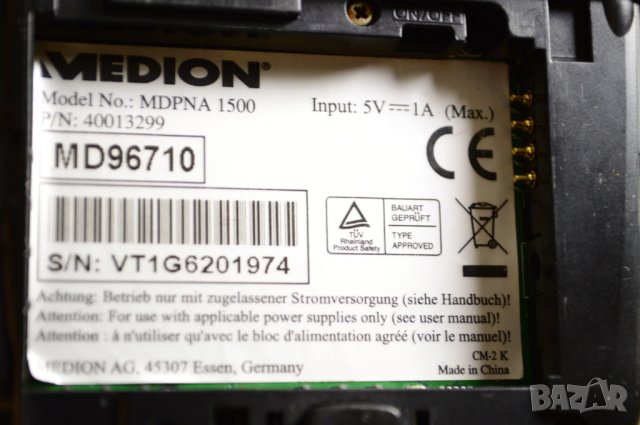 ON/OFF
MEDION®
Model No.: MDPNA 1500
Input: 5V⎓1A (Max.)
P/N: 40013299
MD96710
CE
S/N: VT1G6201974
TÜV
Rheinland
Product Safety
BAUART
GEPRÜFT
TYPE
APPROVED
Achtung: Betrieb nur mit zugelassener Stromversorgung (siehe Handbuch)!
Attention: For use with applicable power supplies only (see user manual)!
Attention : à n'utiliser qu'avec le bloc d'alimentation agréé (voir le manuel)!
MEDION AG, 45307 Essen, Germany
CM-2 K
Made in China
BAZAR